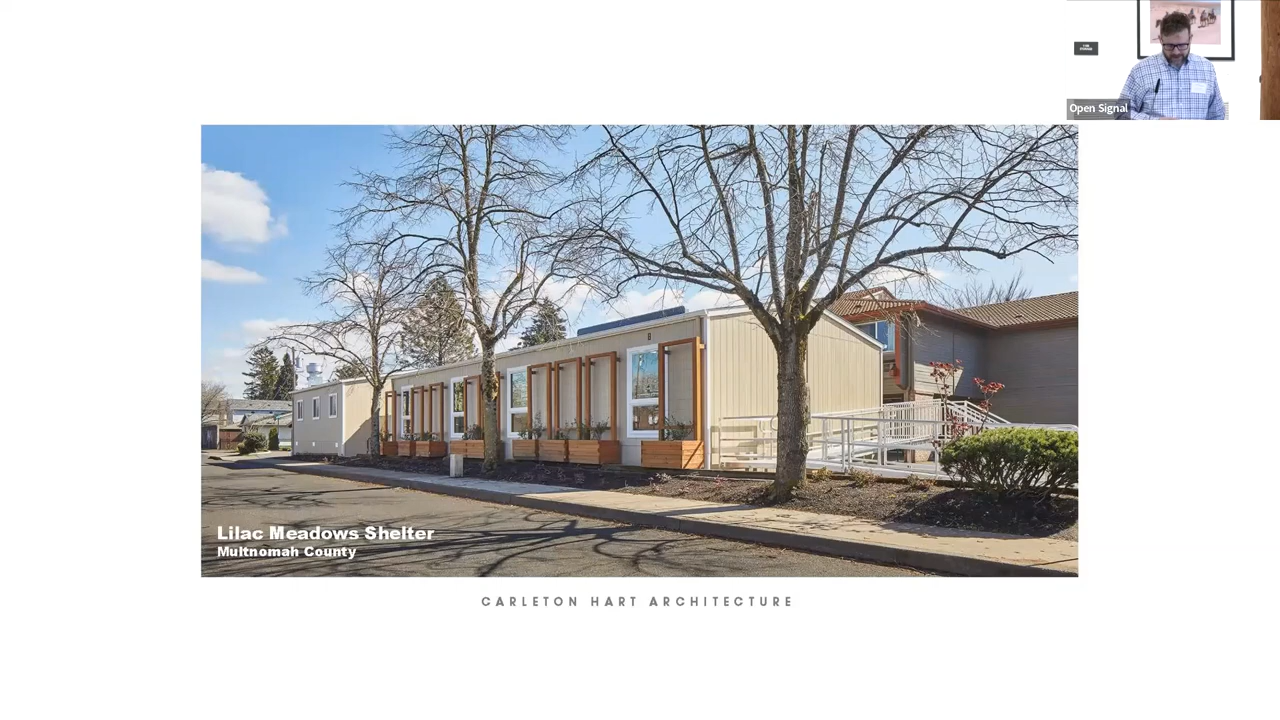 Open Signal
Lilac Meadows Shelter
Multnomah County
CARLETON HART ARCHITECTURE